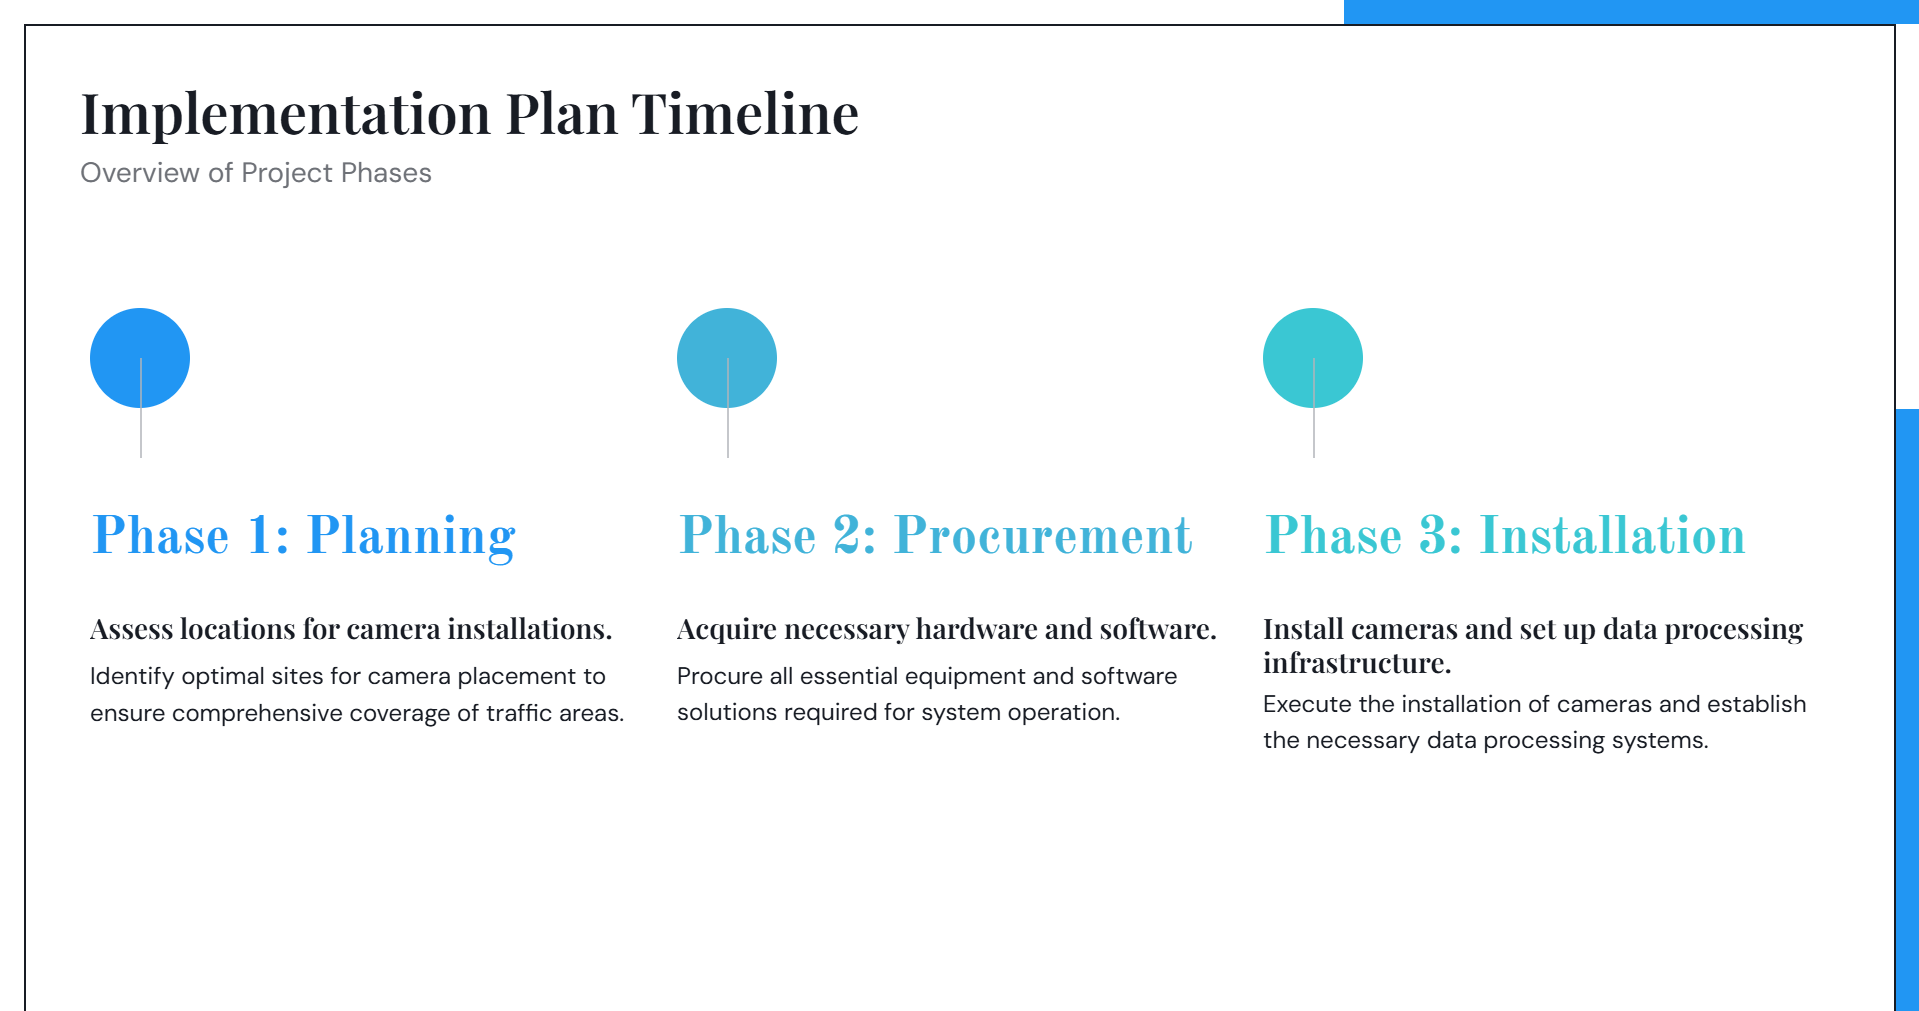 Implementation Plan Timeline
Overview of Project Phases
Phase 1: Planning
Assess locations for camera installations.
Identify optimal sites for camera placement to
ensure comprehensive coverage of traffic areas.
Phase 2: Procurement
Acquire necessary hardware and software.
Procure all essential equipment and software
solutions required for system operation.
Phase 3: Installation
Install cameras and set up data processing
infrastructure.
Execute the installation of cameras and establish
the necessary data processing systems.